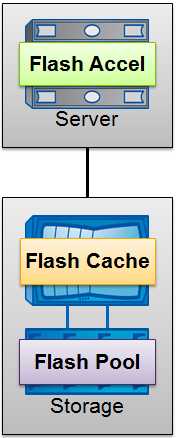 Flash Accel
Server
Flash Cache
Flash Pool
Storage